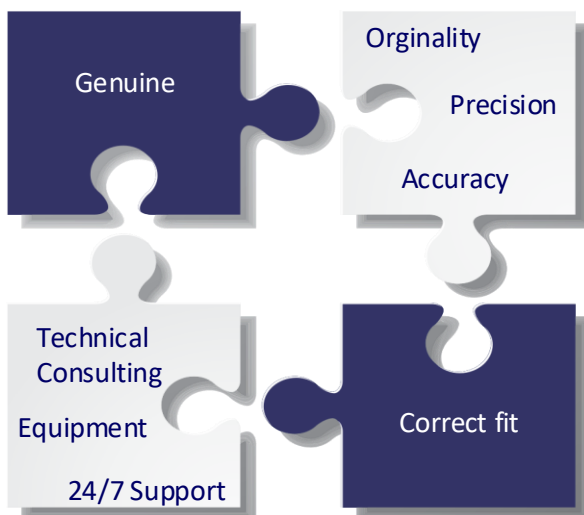 Genuine
Orginality
Precision
Accuracy
Technical
Consulting
Equipment
24/7 Support
Correct fit